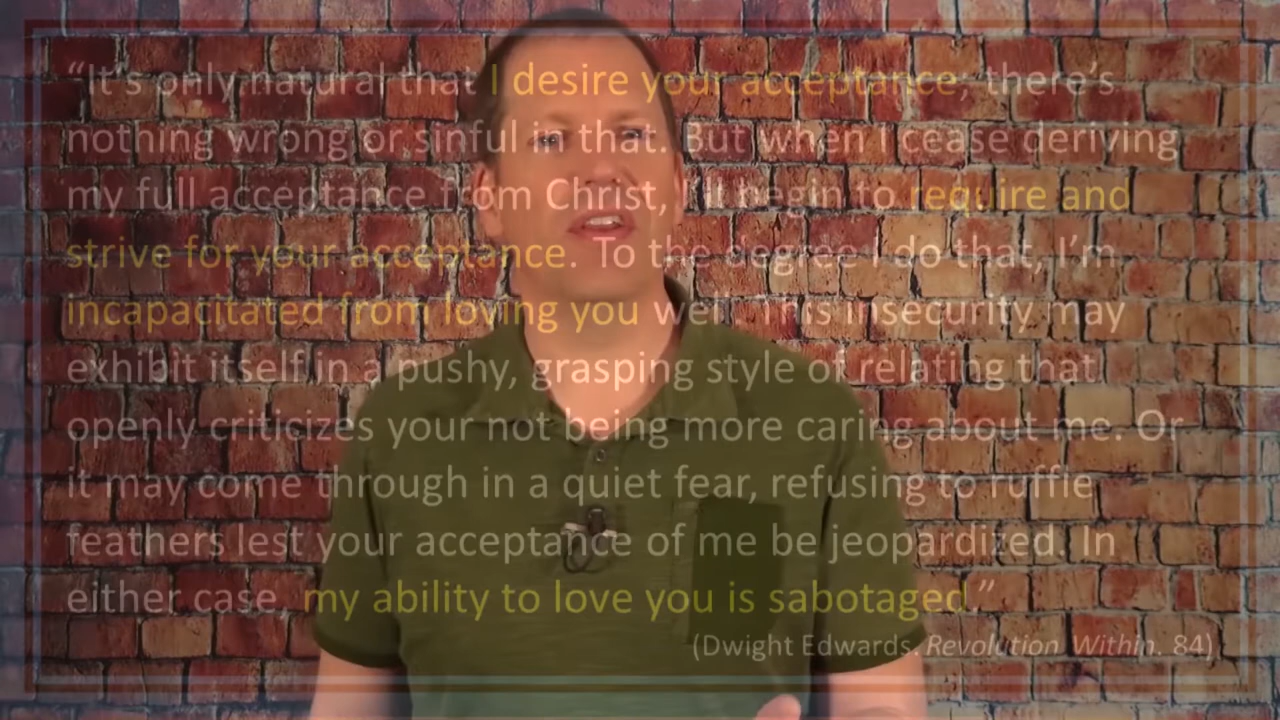 “It’s only natural that I desire your acceptance; there’s
nothing wrong or sinful in that. But when I cease deriving
my full acceptance from Christ, I’ll begin to require and
strive for your acceptance. To the degree I do that, I’m
incapacitated from loving you well. This insecurity may
exhibit itself in a pushy, grasping style of relating that
openly criticizes your not being more caring about me. Or
it may come through in a quiet fear, refusing to ruffle
feathers lest your acceptance of me be jeopardized. In
either case, my ability to love you is sabotaged.”
(Dwight Edwards. Revolution Within. 84)